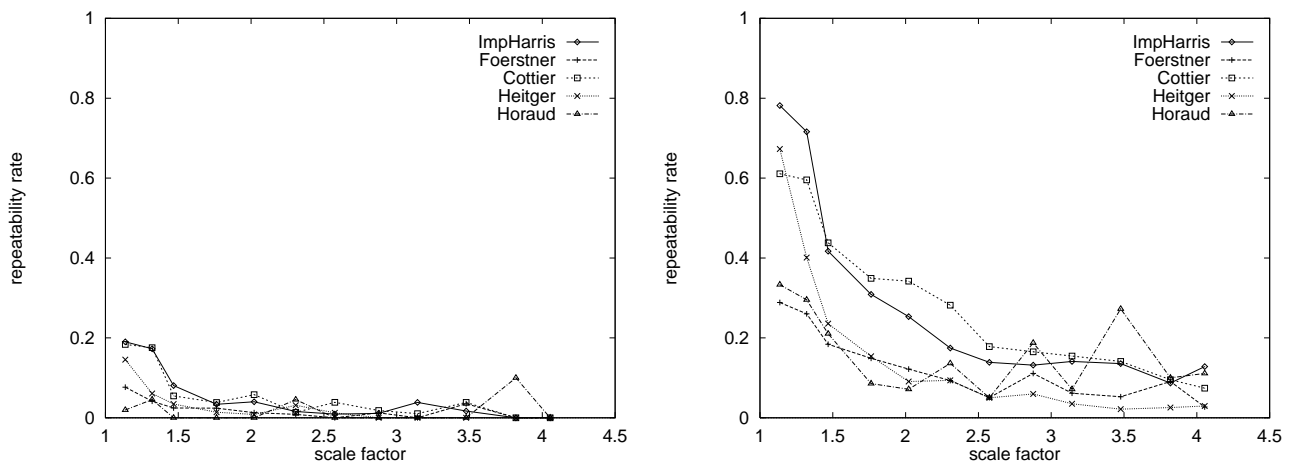 1
0.8
0.6
0.4
0.2
0
1 1.5 2 2.5 3 3.5 4 4.5
repeatability rate
scale factor
ImpHarris
Foerstner
Cottier
Heitger
Horaud
1
0.8
0.6
0.4
0.2
0
1 1.5 2 2.5 3 3.5 4 4.5
repeatability rate
scale factor
ImpHarris
Foerstner
Cottier
Heitger
Horaud